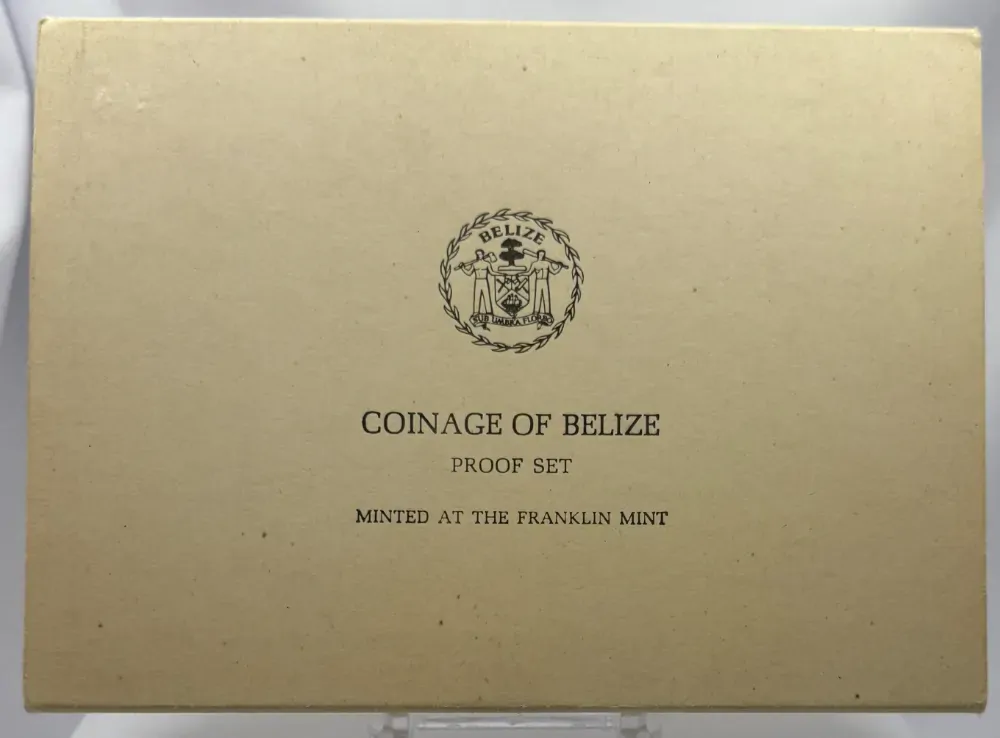 BELIZE
SUB UMBRA FLOREO
COINAGE OF BELIZE
PROOF SET
MINTED AT THE FRANKLIN MINT